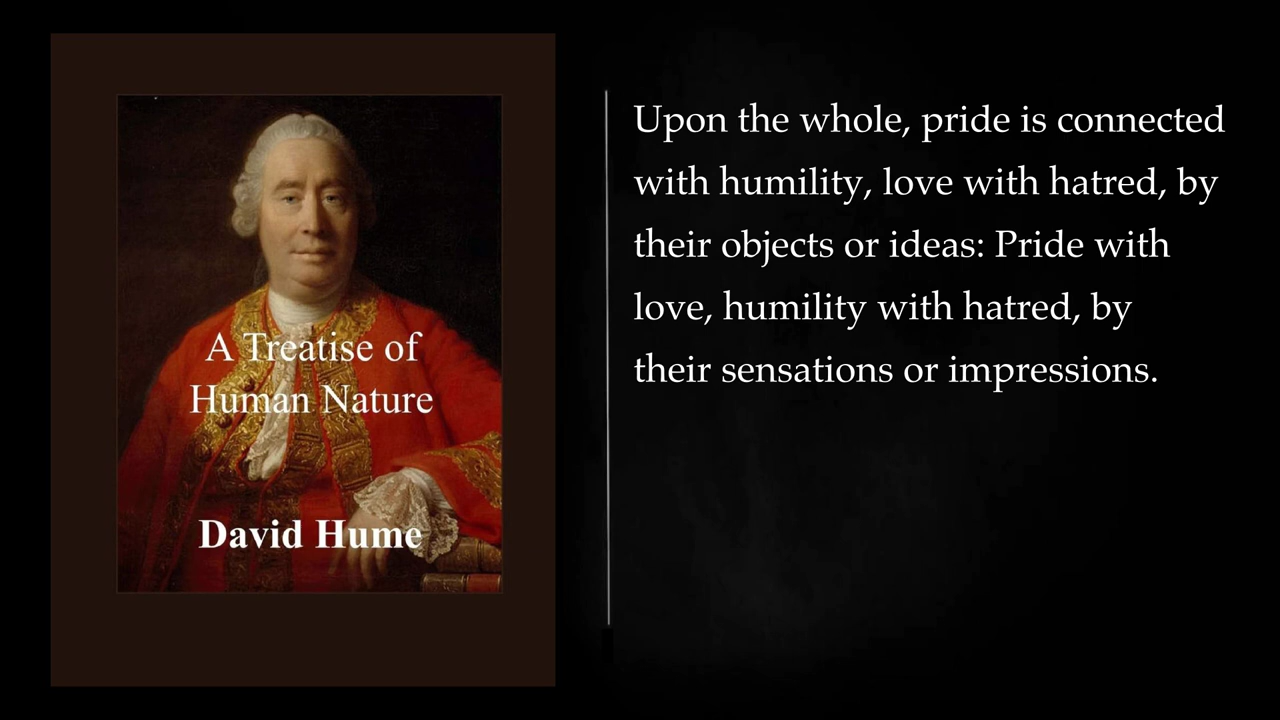 A Treatise of
Human Nature
David Hume
Upon the whole, pride is connected
with humility, love with hatred, by
their objects or ideas: Pride with
love, humility with hatred, by
their sensations or impressions.